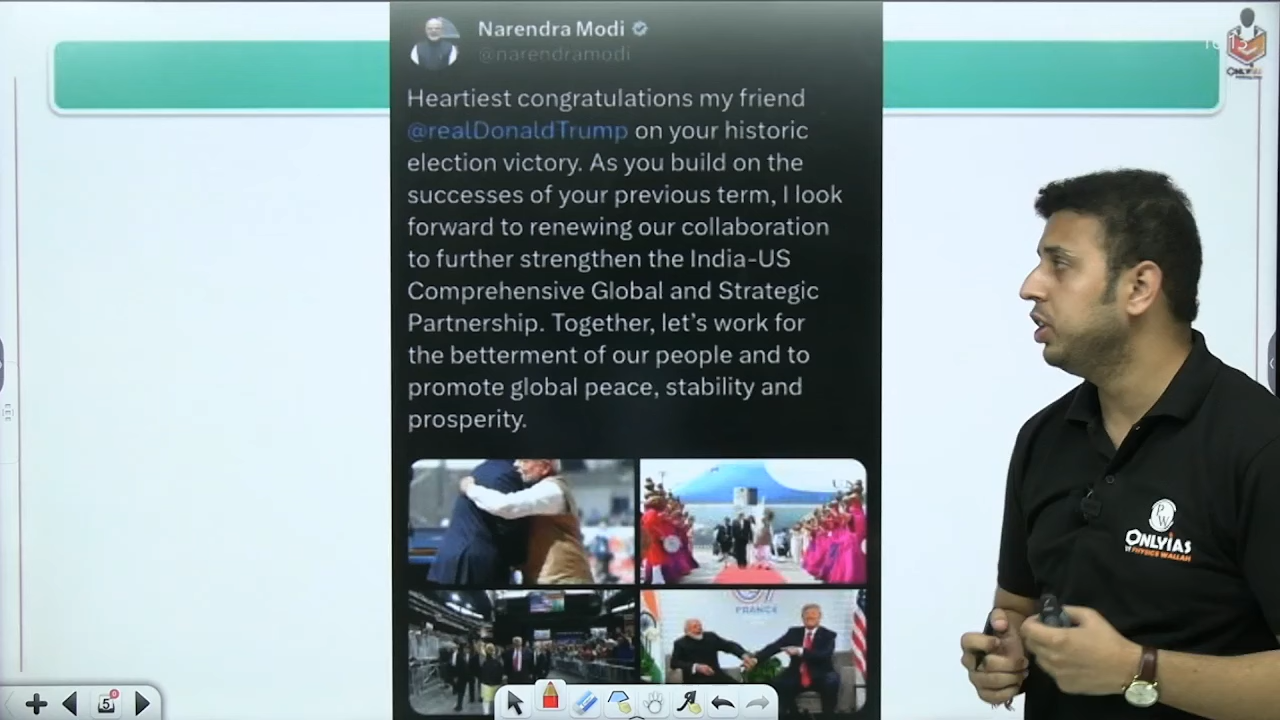 Narendra Modi
@narendramodi
Heartiest congratulations my friend
@realDonaldTrump on your historic
election victory. As you build on the
successes of your previous term, I look
forward to renewing our collaboration
to further strengthen the India-US
Comprehensive Global and Strategic
Partnership. Together, let's work for
the betterment of our people and to
promote global peace, stability and
prosperity.
FRANCE
5
ONLYIAS
ONLYIAS
BY PHYSICS WALLAH
PW